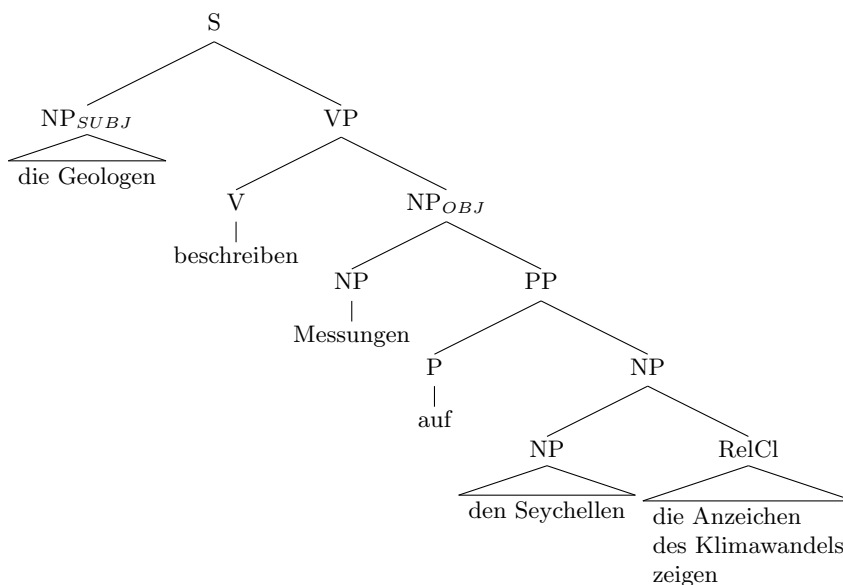 S
NP_SUBJ VP
die Geologen
V NP_OBJ
beschreiben
NP PP
Messungen
P NP
auf
NP RelCl
den Seychellen
die Anzeichen
des Klimawandels
zeigen